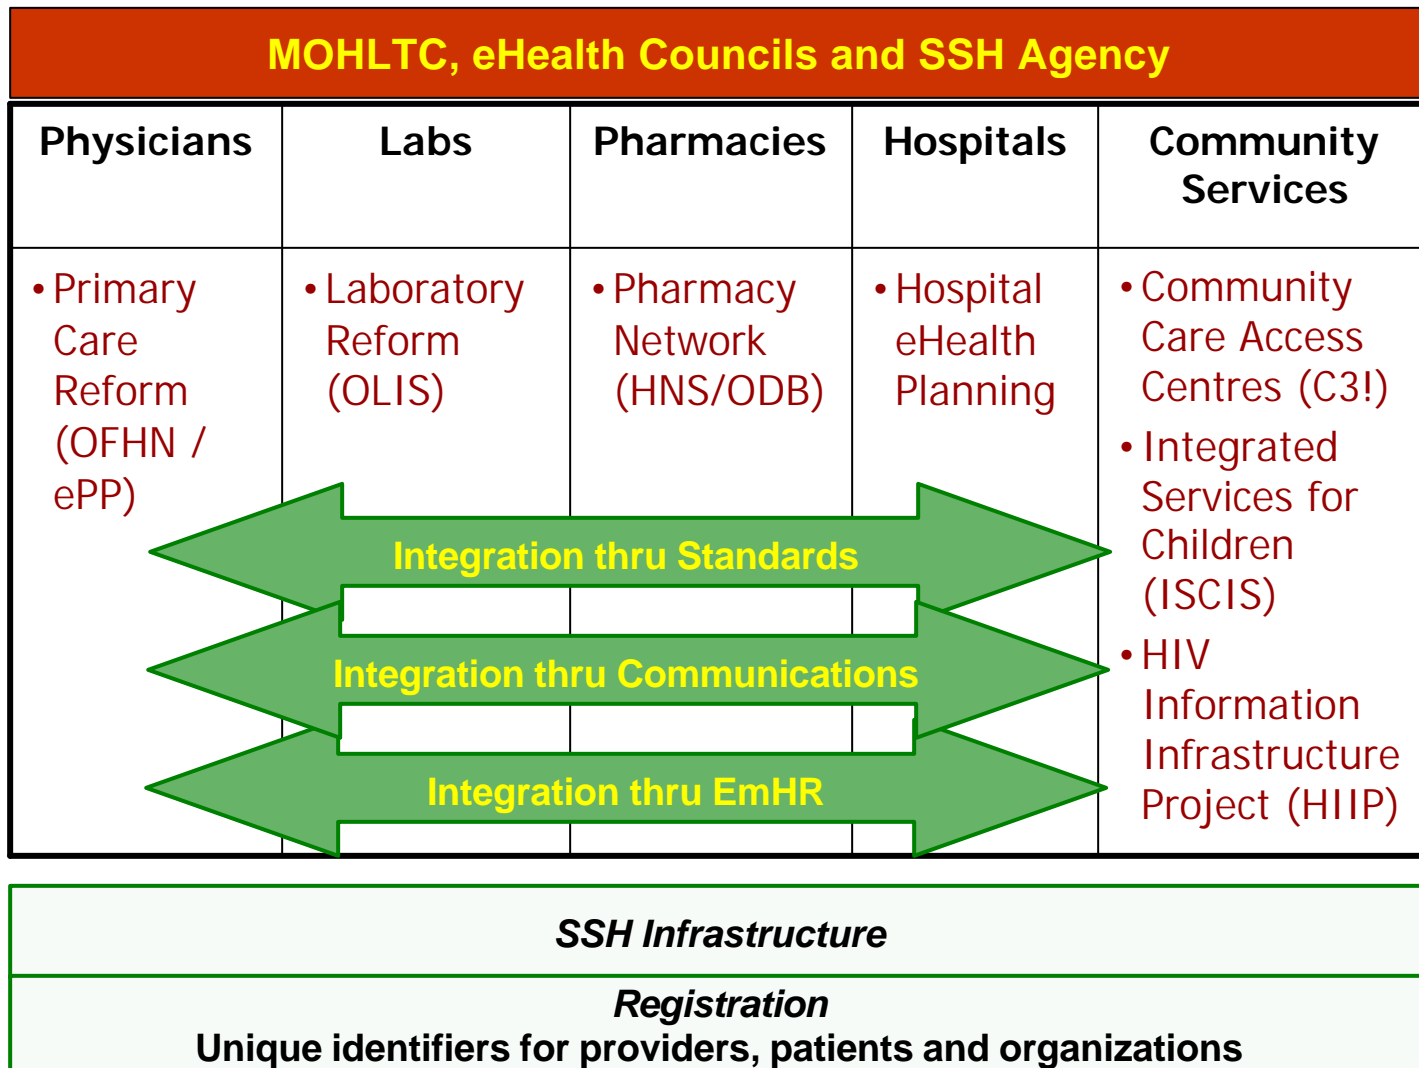 MOHLTC, eHealth Councils and SSH Agency
Physicians
Labs
Pharmacies
Hospitals
Community
Services
• Primary
Care
Reform
(OFHN /
ePP)
• Laboratory
Reform
(OLIS)
• Pharmacy
Network
(HNS/ODB)
• Hospital
eHealth
Planning
• Community
Care Access
Centres (C3!)
• Integrated
Services for
Children
(ISCIS)
• HIV
Information
Infrastructure
Project (HIIP)
Integration thru Standards
Integration thru Communications
Integration thru EmHR
SSH Infrastructure
Registration
Unique identifiers for providers, patients and organizations